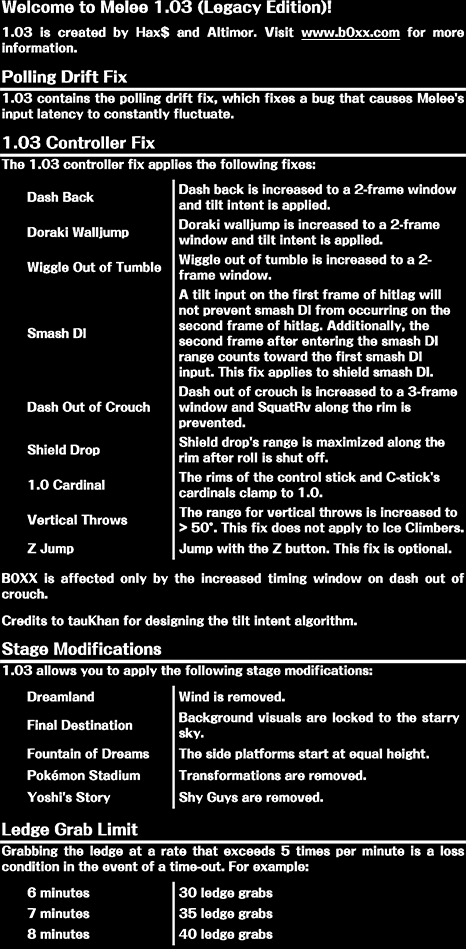 Welcome to Melee 1.03 (Legacy Edition)!
1.03 is created by Hax$ and Altimor. Visit www.b0xx.com for more
information.
Polling Drift Fix
1.03 contains the polling drift fix, which fixes a bug that causes Melee's
input latency to constantly fluctuate.
1.03 Controller Fix
The 1.03 controller fix applies the following fixes:
Dash Back
Dash back is increased to a 2-frame window
and tilt intent is applied.
Doraki Walljump
Doraki walljump is increased to a 2-frame
window and tilt intent is applied.
Wiggle Out of Tumble
Wiggle out of tumble is increased to a 2-
frame window.
Smash DI
A tilt input on the first frame of hitlag will
not prevent smash DI from occurring on the
second frame of hitlag. Additionally, the
second frame after entering the smash DI
range counts toward the first smash DI
input. This fix applies to shield smash DI.
Dash Out of Crouch
Dash out of crouch is increased to a 3-frame
window and SquatRv along the rim is
prevented.
Shield Drop
Shield drop's range is maximized along the
rim after roll is shut off.
1.0 Cardinal
The rims of the control stick and C-stick's
cardinals clamp to 1.0.
Vertical Throws
The range for vertical throws is increased to
> 50°. This fix does not apply to Ice Climbers.
Z Jump
Jump with the Z button. This fix is optional.
B0XX is affected only by the increased timing window on dash out of
crouch.
Credits to tauKhan for designing the tilt intent algorithm.
Stage Modifications
1.03 allows you to apply the following stage modifications:
Dreamland
Wind is removed.
Final Destination
Background visuals are locked to the starry
sky.
Fountain of Dreams
The side platforms start at equal height.
Pokémon Stadium
Transformations are removed.
Yoshi's Story
Shy Guys are removed.
Ledge Grab Limit
Grabbing the ledge at a rate that exceeds 5 times per minute is a loss
condition in the event of a time-out. For example:
6 minutes
30 ledge grabs
7 minutes
35 ledge grabs
8 minutes
40 ledge grabs